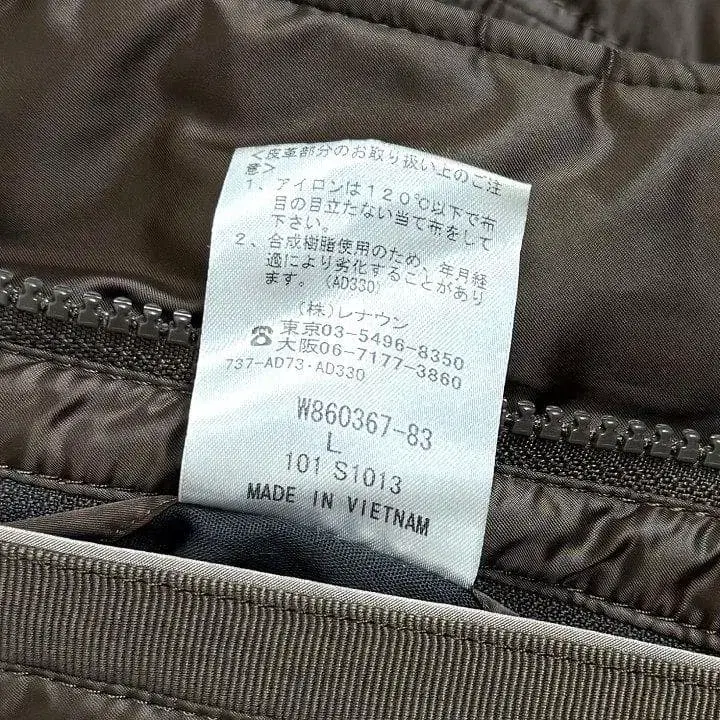 <皮革部分のお取り扱い上のご注
意>
1、アイロンは120℃以下で布
目の目立たない当て布をして
下さい。
2、合成樹脂使用のため、年月経
過により劣化することがあり
ます。(AD330)
(株)レナウン
☎東京03-5496-8350
大阪06-7177-3860
737-AD73・AD330
W860367-83
L
101 S1013
MADE IN VIETNAM